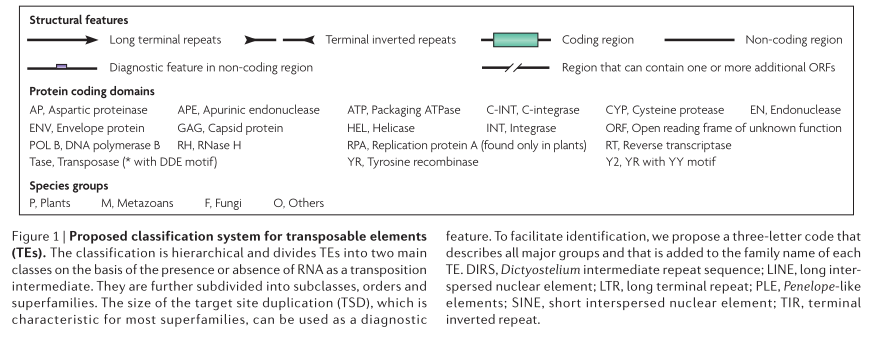 Structural features
Long terminal repeats Terminal inverted repeats Coding region Non-coding region
Diagnostic feature in non-coding region Region that can contain one or more additional ORFs
Protein coding domains
AP, Aspartic proteinase APE, Apurinic endonuclease ATP, Packaging ATPase C-INT, C-integrase CYP, Cysteine protease EN, Endonuclease
ENV, Envelope protein GAG, Capsid protein HEL, Helicase INT, Integrase ORF, Open reading frame of unknown function
POL B, DNA polymerase B RH, RNase H RPA, Replication protein A (found only in plants) RT, Reverse transcriptase
Tase, Transposase (* with DDE motif) YR, Tyrosine recombinase Y2, YR with YY motif
Species groups
P, Plants M, Metazoans F, Fungi O, Others
Figure 1 | Proposed classification system for transposable elements
(TEs). The classification is hierarchical and divides TEs into two main
classes on the basis of the presence or absence of RNA as a transposition
intermediate. They are further subdivided into subclasses, orders and
superfamilies. The size of the target site duplication (TSD), which is
characteristic for most superfamilies, can be used as a diagnostic
feature. To facilitate identification, we propose a three-letter code that
describes all major groups and that is added to the family name of each
TE. DIRS, Dictyostelium intermediate repeat sequence; LINE, long inter-
spersed nuclear element; LTR, long terminal repeat; PLE, Penelope-like
elements; SINE, short interspersed nuclear element; TIR, terminal
inverted repeat.